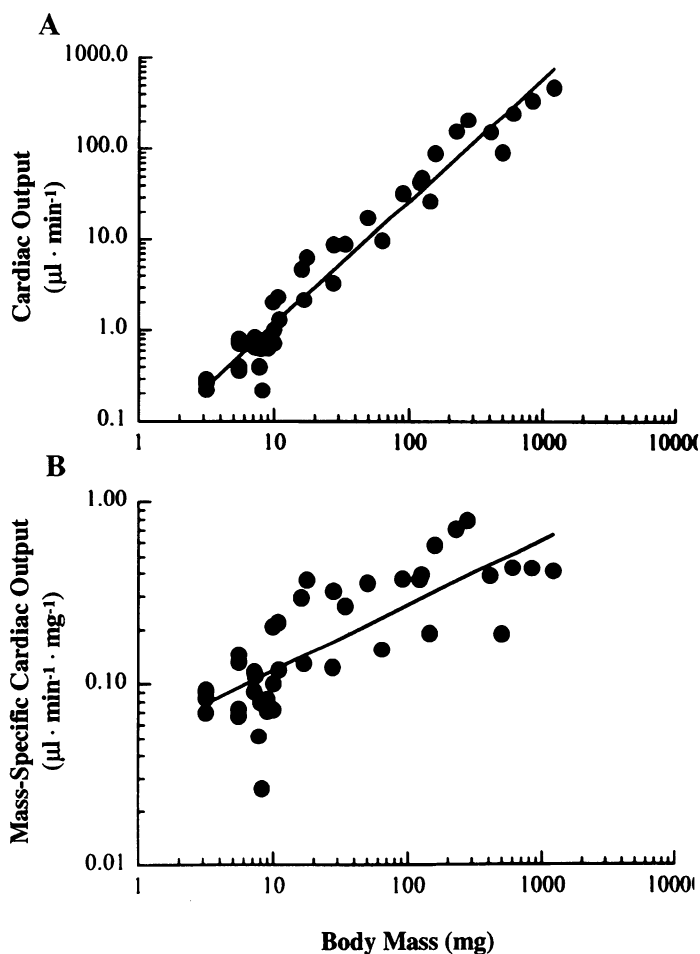 A
Cardiac Output
(µl · min-1)
1000.0
100.0
10.0
1.0
0.1
1
10
100
1000
1000(
B
Mass-Specific Cardiac Output
(µl · min-1 · mg-1)
1.00
0.10
0.01
1
10
100
1000
1000(
Body Mass (mg)